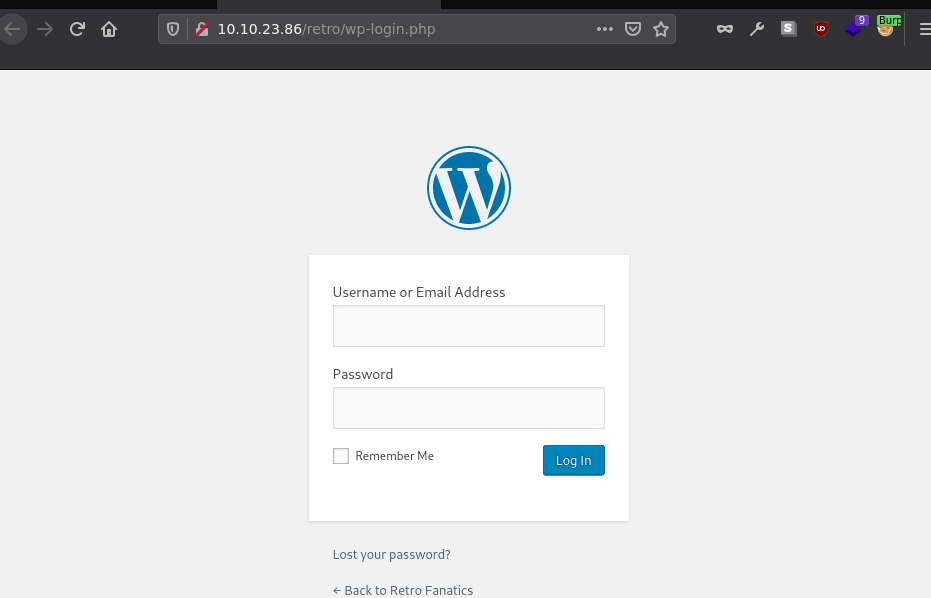 10.10.23.86/retro/wp-login.php
S
UD
9
Burp
Username or Email Address
Password
Remember Me
Log In
Lost your password?
← Back to Retro Fanatics